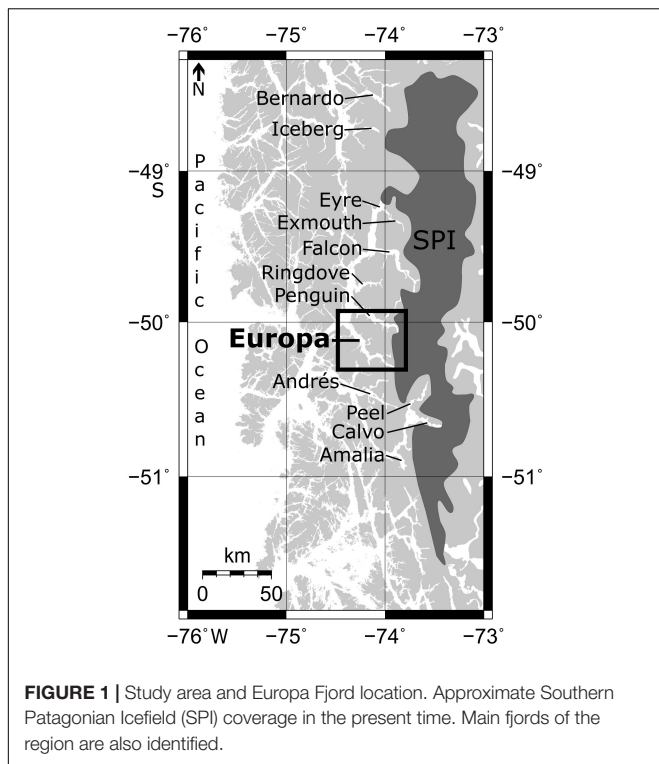 −76° −75° −74° −73°
N
Bernardo
Iceberg
−49° −49°
S
Pacific Ocean
Eyre
Exmouth
Falcon
SPI
Ringdove
Penguin
−50° −50°
Europa
Andrés
Peel
Calvo
Amalia
−51° −51°
km
0 50
−76°W −75° −74° −73°
FIGURE 1 | Study area and Europa Fjord location. Approximate Southern
Patagonian Icefield (SPI) coverage in the present time. Main fjords of the
region are also identified.